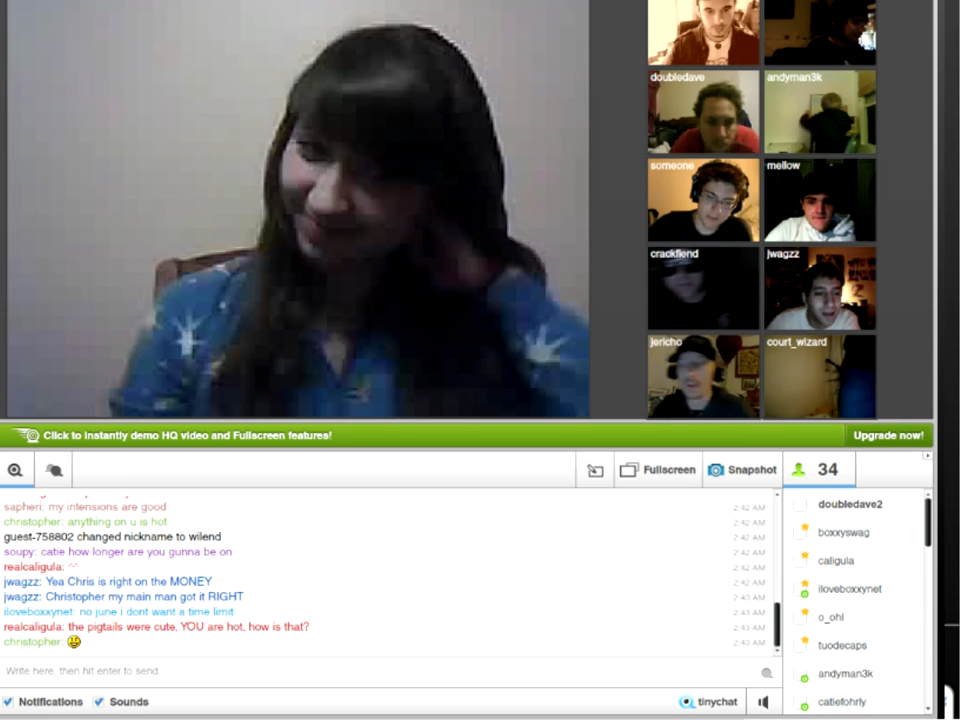 doubledave
andyman3k
someone
mellow
crackfiend
jwagzz
jericho
court_wizard
Click to instantly demo HQ video and Fullscreen features!
Upgrade now!
Fullscreen
Snapshot
34
sapheri: my intensions are good 2:42 AM
christopher: anything on u is hot 2:42 AM
guest-758802 changed nickname to wilend 2:42 AM
soupy: catie how longer are you gunna be on 2:42 AM
realcaligula: ^-^ 2:42 AM
jwagzz: Yea Chris is right on the MONEY 2:42 AM
jwagzz: Christopher my main man got it RIGHT 2:43 AM
iloveboxxynet: no june i dont want a time limit 2:43 AM
realcaligula: the pigtails were cute, YOU are hot, how is that? 2:43 AM
christopher: 2:43 AM
Write here, then hit enter to send.
Notifications
Sounds
tinychat
doubledave2
boxxyswag
caligula
iloveboxxynet
o_ohl
tuodecaps
andyman3k
catiefohrly